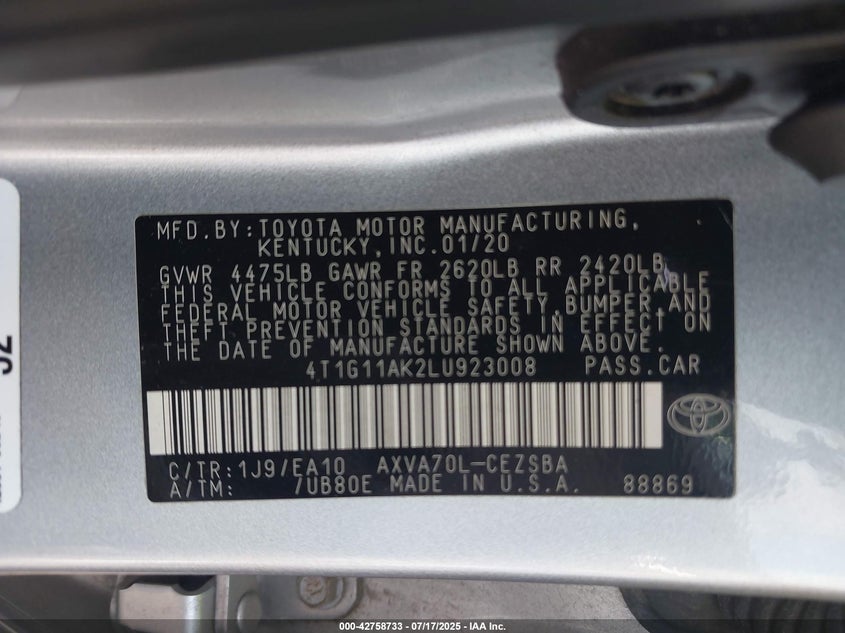 MFD.BY: TOYOTA MOTOR MANUFACTURING,
KENTUCKY, INC. 01/20
GVWR 4475LB GAWR FR 2620LB RR 2420LB
THIS VEHICLE CONFORMS TO ALL APPLICABLE
FEDERAL MOTOR VEHICLE SAFETY, BUMPER, AND
THEFT PREVENTION STANDARDS IN EFFECT ON
THE DATE OF MANUFACTURE SHOWN ABOVE.
4T1G11AK2LU923008 PASS.CAR
C/TR: 1J9/EA10 AXVA70L-CEZSBA
A/TM: /UB80E MADE IN U.S.A. 88869
000-42758733 / 07/17/2025 - IAA Inc.